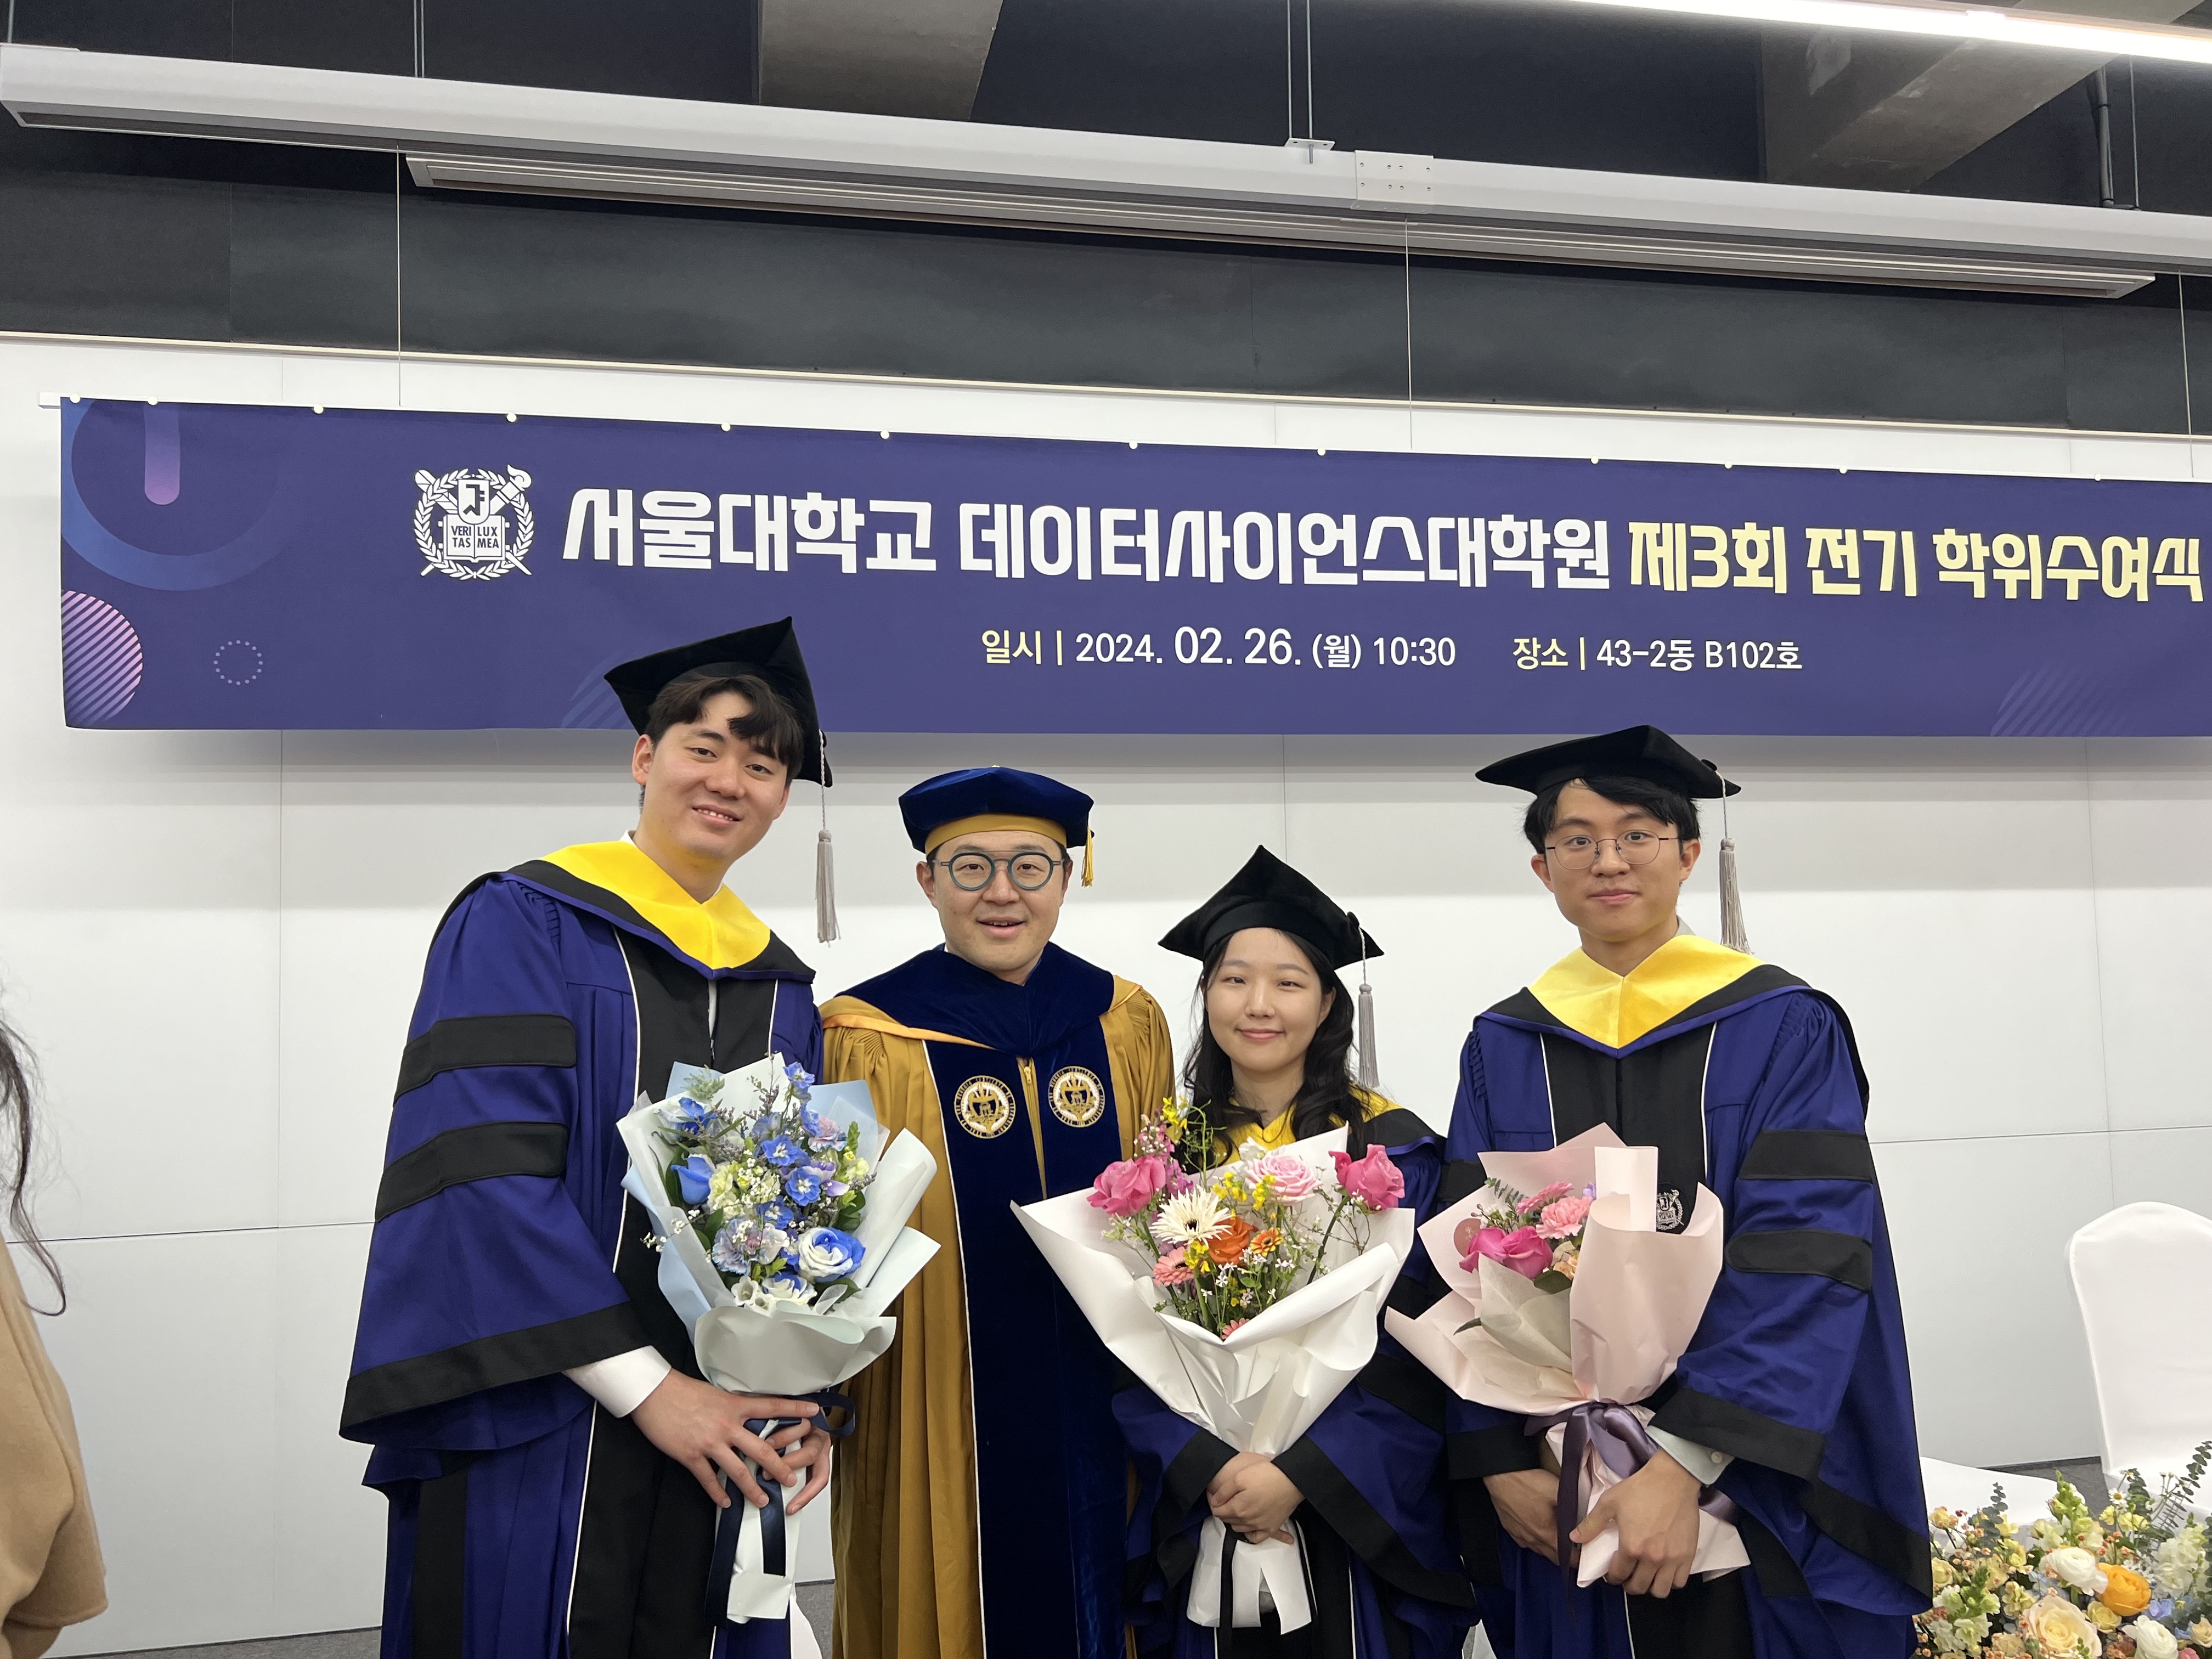 서울대학교 데이터사이언스대학원 제3회 전기 학위수여식
VERI LUX
TAS MEA
일시 | 2024. 02. 26. (월) 10:30 장소 | 43-2동 B102호